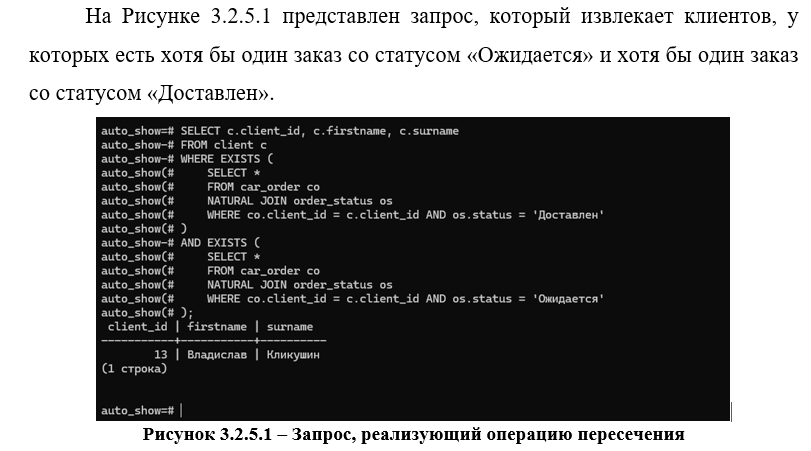 На Рисунке 3.2.5.1 представлен запрос, который извлекает клиентов, у
которых есть хотя бы один заказ со статусом «Ожидается» и хотя бы один заказ
со статусом «Доставлен».
auto_show=# SELECT c.client_id, c.firstname, c.surname
auto_show-# FROM client c
auto_show-# WHERE EXISTS (
auto_show(#     SELECT *
auto_show(#     FROM car_order co
auto_show(#     NATURAL JOIN order_status os
auto_show(#     WHERE co.client_id = c.client_id AND os.status = 'Доставлен'
auto_show(# )
auto_show-# AND EXISTS (
auto_show(#     SELECT *
auto_show(#     FROM car_order co
auto_show(#     NATURAL JOIN order_status os
auto_show(#     WHERE co.client_id = c.client_id AND os.status = 'Ожидается'
auto_show(# );
 client_id | firstname | surname
-----------+-----------+----------
        13 | Владислав | Кликушин
(1 строка)
auto_show=#
Рисунок 3.2.5.1 – Запрос, реализующий операцию пересечения